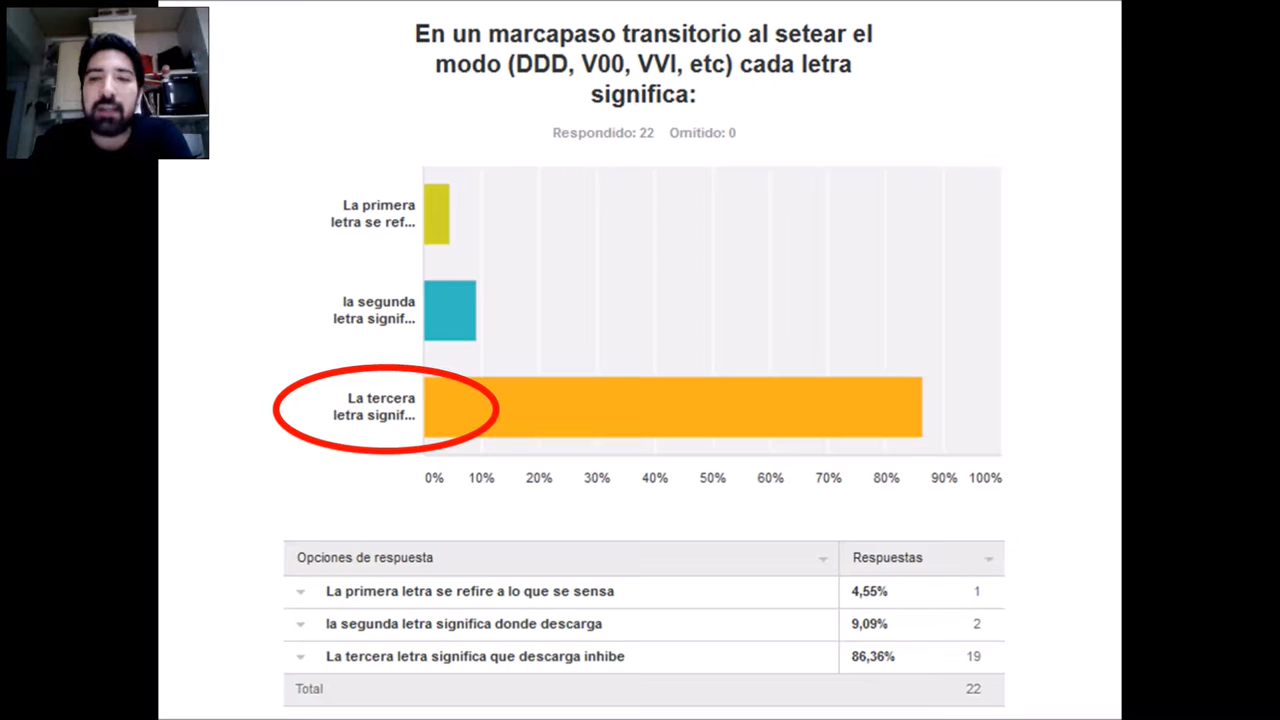 En un marcapaso transitorio al setear el
modo (DDD, V00, VVI, etc) cada letra
significa:
Respondido: 22 Omitido: 0
La primera
letra se ref...
la segunda
letra signif...
La tercera
letra signif...
0% 10% 20% 30% 40% 50% 60% 70% 80% 90% 100%
Opciones de respuesta Respuestas
La primera letra se refire a lo que se sensa 4,55% 1
la segunda letra significa donde descarga 9,09% 2
La tercera letra significa que descarga inhibe 86,36% 19
Total 22